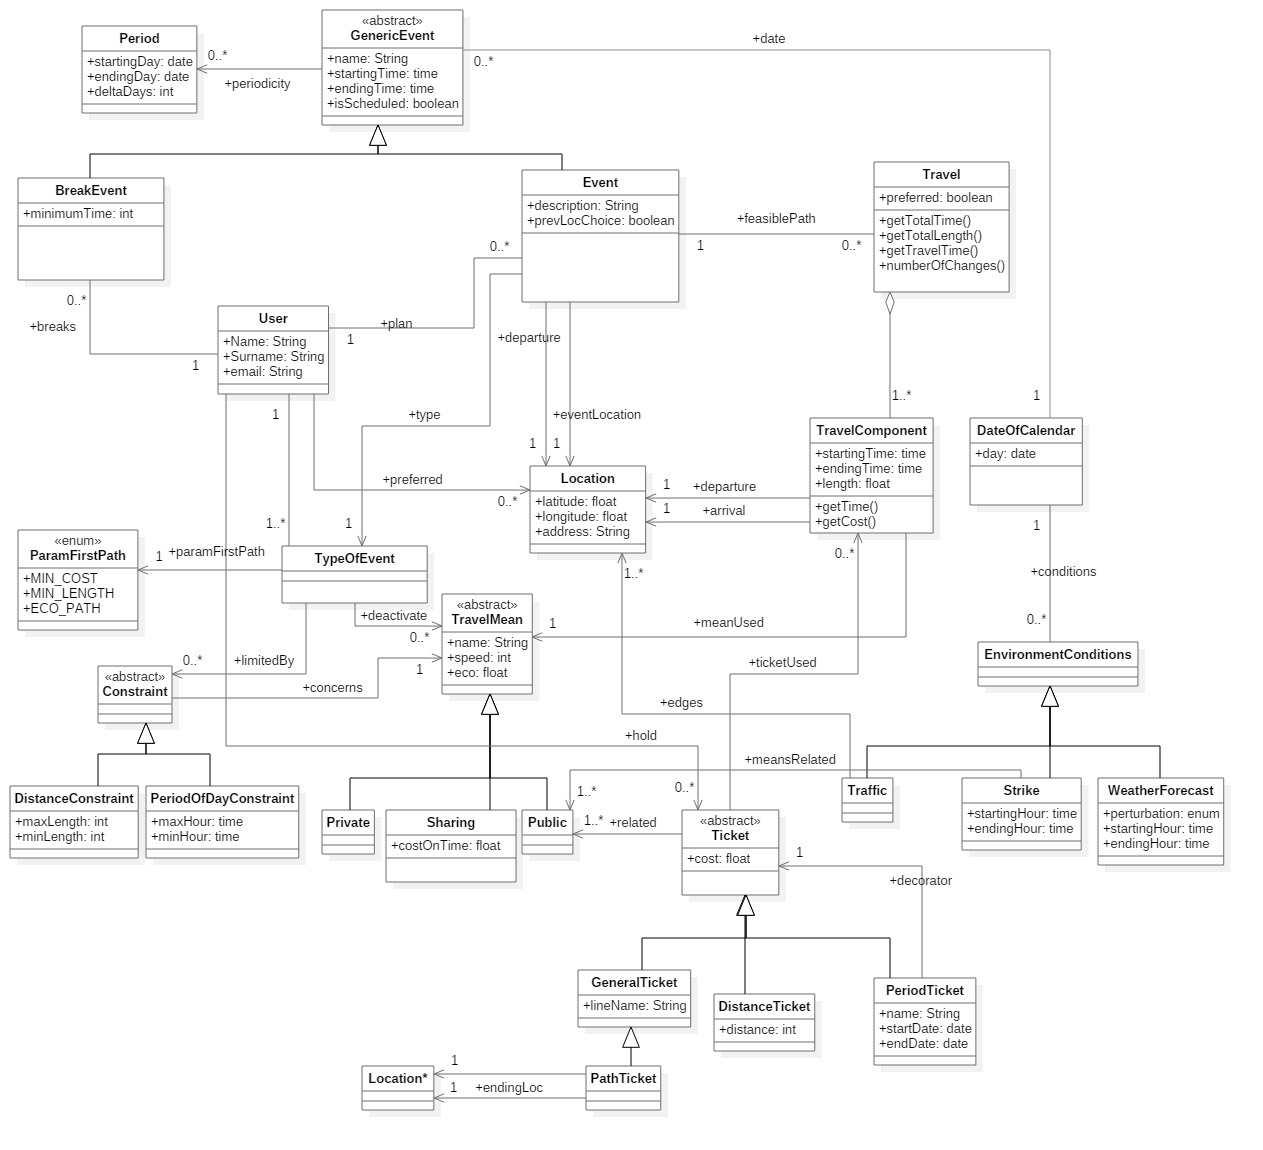 «abstract»
GenericEvent
+name: String
+startingTime: time
+endingTime: time
+isScheduled: boolean
Period
+startingDay: date
+endingDay: date
+deltaDays: int
0..*
+periodicity
0..*
+date
BreakEvent
+minimumTime: int
Event
+description: String
+prevLocChoice: boolean
Travel
+preferred: boolean
+getTotalTime()
+getTotalLength()
+getTravelTime()
+numberOfChanges()
+feasiblePath
1
0..*
0..*
0..*
+breaks
1
User
+Name: String
+Surname: String
+email: String
+plan
1
+departure
+type
+eventLocation
1
1
1
1..*
1
1..*
+preferred
0..*
1
Location
+latitude: float
+longitude: float
+address: String
TravelComponent
+startingTime: time
+endingTime: time
+length: float
+getTime()
+getCost()
1
+departure
1
+arrival
DateOfCalendar
+day: date
1
+conditions
0..*
«enum»
ParamFirstPath
+MIN_COST
+MIN_LENGTH
+ECO_PATH
1
+paramFirstPath
TypeOfEvent
+deactivate
0..*
«abstract»
TravelMean
+name: String
+speed: int
+eco: float
1
+meanUsed
1..*
0..*
+ticketUsed
EnvironmentConditions
0..*
+limitedBy
«abstract»
Constraint
+concerns
1
+edges
+hold
+meansRelated
DistanceConstraint
+maxLength: int
+minLength: int
PeriodOfDayConstraint
+maxHour: time
+minHour: time
Private
Sharing
+costOnTime: float
Public
1..*
1..*
+related
0..*
«abstract»
Ticket
+cost: float
Traffic
Strike
+startingHour: time
+endingHour: time
WeatherForecast
+perturbation: enum
+startingHour: time
+endingHour: time
1
+decorator
GeneralTicket
+lineName: String
DistanceTicket
+distance: int
PeriodTicket
+name: String
+startDate: date
+endDate: date
Location*
1
1
+endingLoc
PathTicket